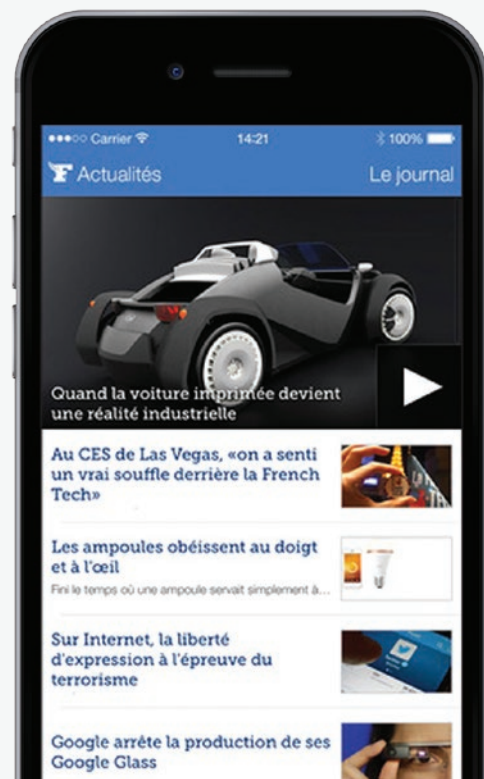 Carrier
14:21
100%
F Actualités
Le journal
Quand la voiture imprimée devient
une réalité industrielle
Au CES de Las Vegas, «on a senti
un vrai souffle derrière la French
Tech»
Les ampoules obéissent au doigt
et à l'œil
Fini le temps où une ampoule servait simplement à...
Sur Internet, la liberté
d'expression à l'épreuve du
terrorisme
Google arrête la production de ses
Google Glass